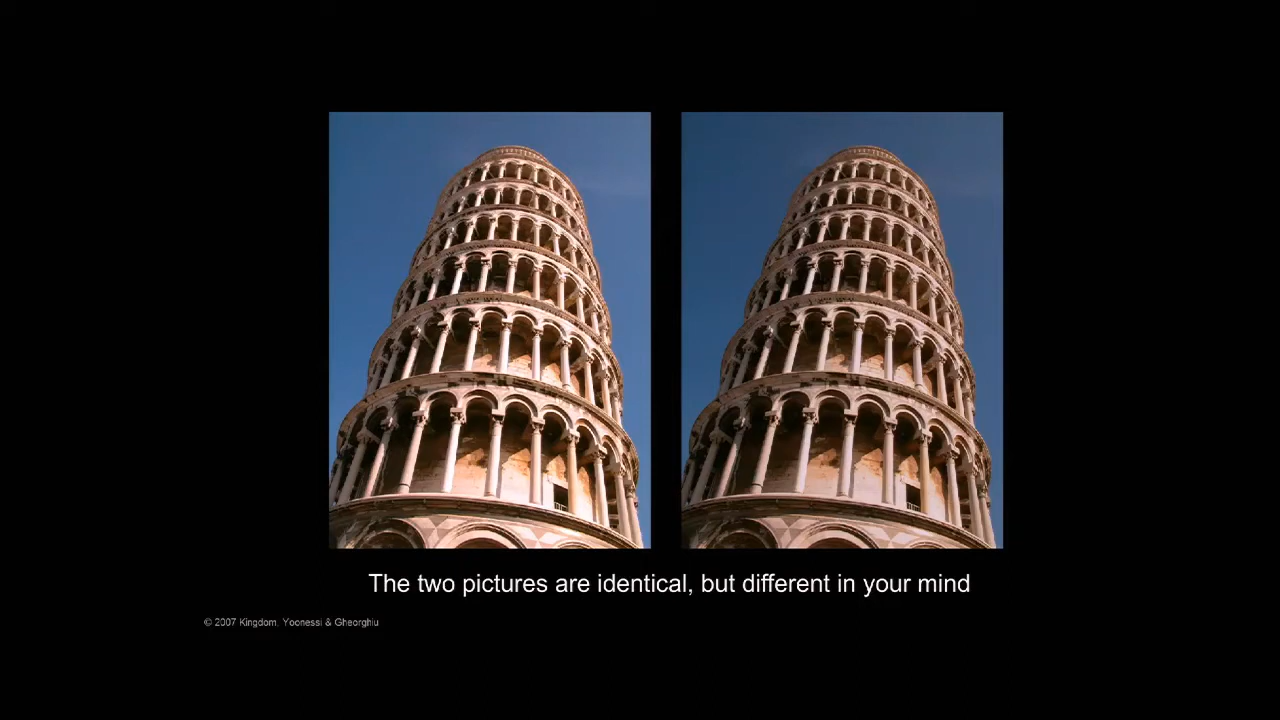 The two pictures are identical, but different in your mind
© 2007 Kingdom, Yoonessi & Gheorghiu